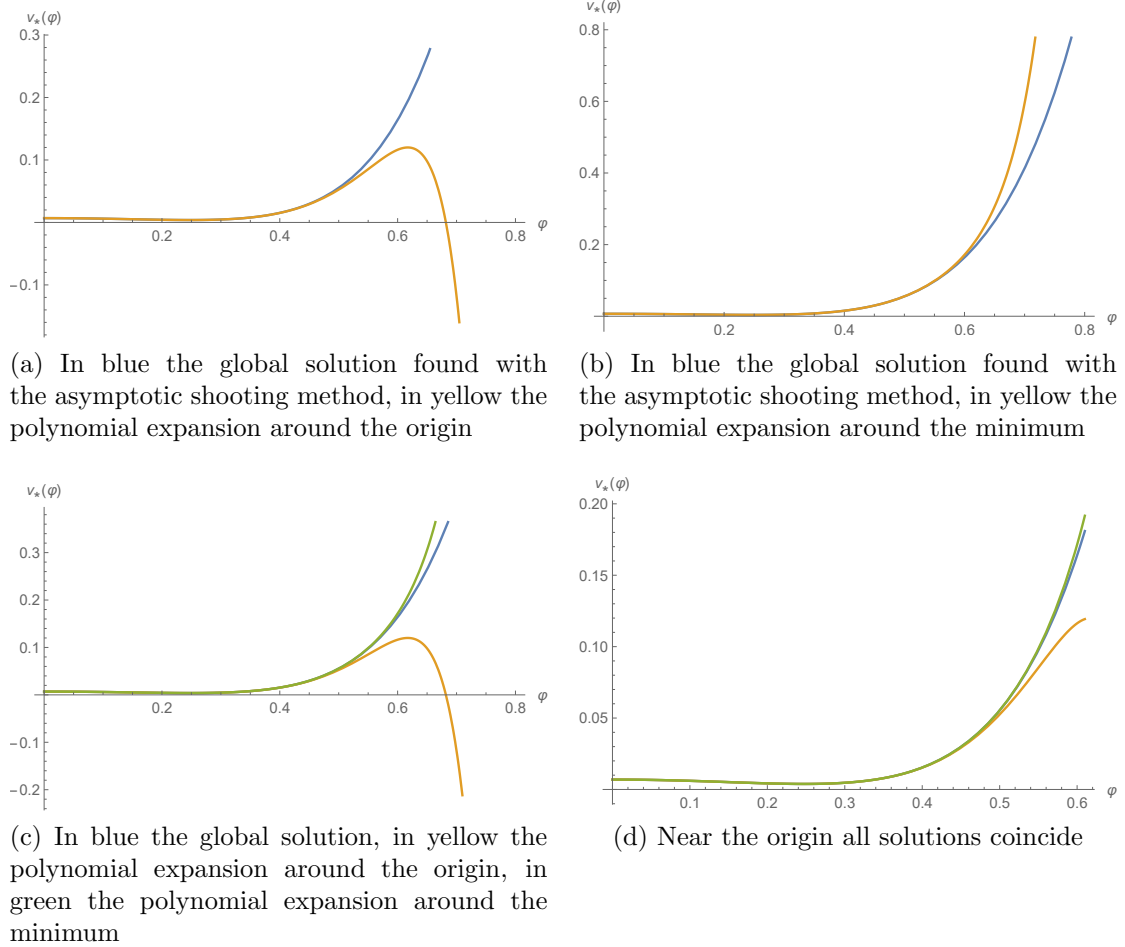 v*(φ)
0.3
0.2
0.1
0.2
0.4
0.6
0.8
φ
−0.1
(a) In blue the global solution found with
the asymptotic shooting method, in yellow the
polynomial expansion around the origin
v*(φ)
0.8
0.6
0.4
0.2
0.2
0.4
0.6
0.8
φ
(b) In blue the global solution found with
the asymptotic shooting method, in yellow the
polynomial expansion around the minimum
v*(φ)
0.3
0.2
0.1
0.2
0.4
0.6
0.8
φ
−0.1
−0.2
(c) In blue the global solution, in yellow the
polynomial expansion around the origin, in
green the polynomial expansion around the
minimum
v*(φ)
0.20
0.15
0.10
0.05
0.1
0.2
0.3
0.4
0.5
0.6
φ
(d) Near the origin all solutions coincide